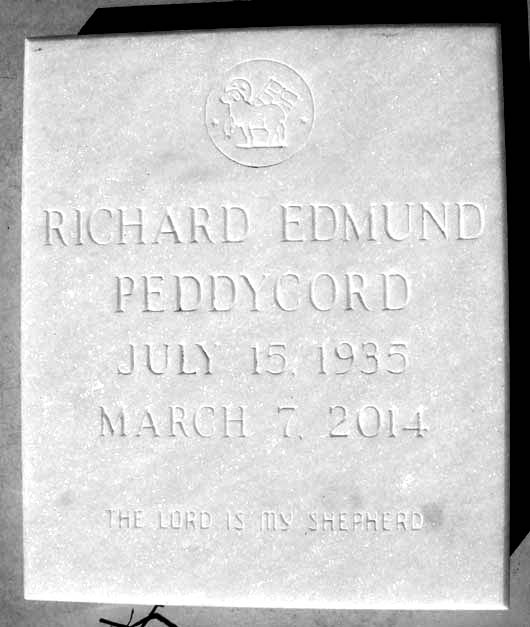 RICHARD EDMUND
PEDDYCORD
JULY 15, 1935
MARCH 7, 2014
THE LORD IS MY SHEPHERD